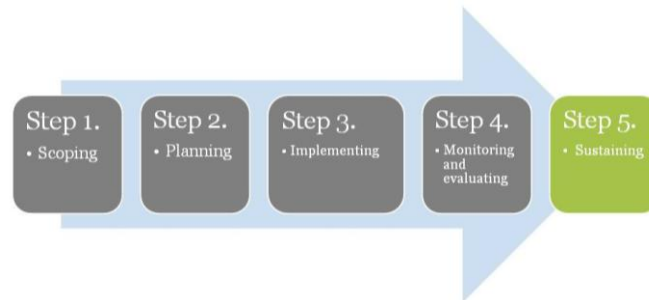 Step 1.
• Scoping
Step 2.
• Planning
Step 3.
• Implementing
Step 4.
• Monitoring
and
evaluating
Step 5.
• Sustaining